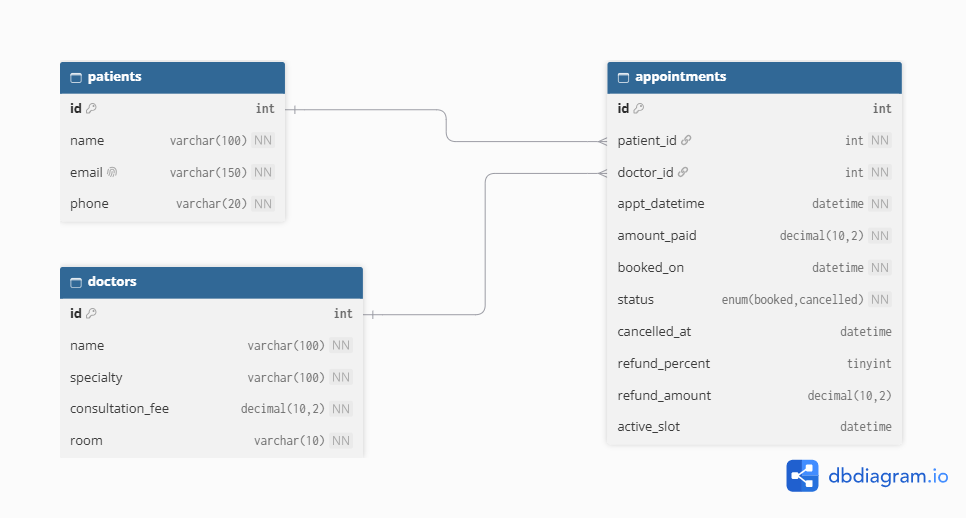 patients
id int
name varchar(100) NN
email varchar(150) NN
phone varchar(20) NN
doctors
id int
name varchar(100) NN
specialty varchar(100) NN
consultation_fee decimal(10,2) NN
room varchar(10) NN
appointments
id int
patient_id int NN
doctor_id int NN
appt_datetime datetime NN
amount_paid decimal(10,2) NN
booked_on datetime NN
status enum(booked,cancelled) NN
cancelled_at datetime
refund_percent tinyint
refund_amount decimal(10,2)
active_slot datetime
dbdiagram.io